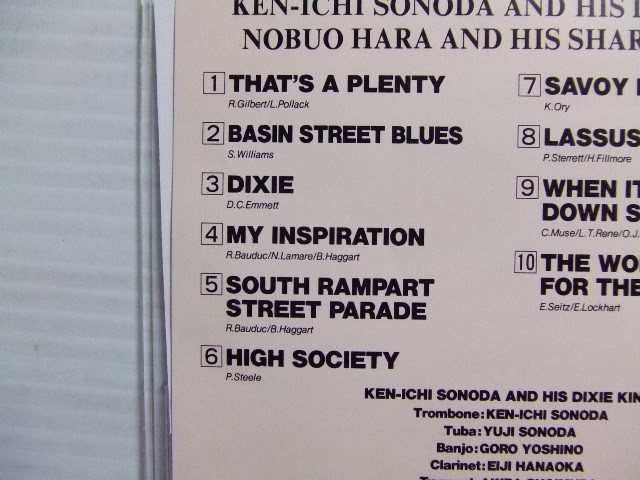 KEN-ICHI SONODA AND HIS
NOBUO HARA AND HIS
1 THAT'S A PLENTY
R.Gilbert/L.Pollack
2 BASIN STREET BLUES
S.Williams
3 DIXIE
D.C.Emmett
4 MY INSPIRATION
R.Bauduc/N.Lamare/B.Haggart
5 SOUTH RAMPART
STREET PARADE
R.Bauduc/B.Haggart
6 HIGH SOCIETY
P.Steele
7 SAVOY
K.Ory
8 LASSUS
P.Sterrett/H.Fillmore
9 WHEN IT
DOWN S
C.Muse/L.T.Rene/O.J.
10 THE WO
FOR THE
E.Seitz/E.Lockhart
KEN-ICHI SONODA AND HIS DIXIE KIN
Trombone:KEN-ICHI SONODA
Tuba:YUJI SONODA
Banjo:GORO YOSHINO
Clarinet:EIJI HANAOKA